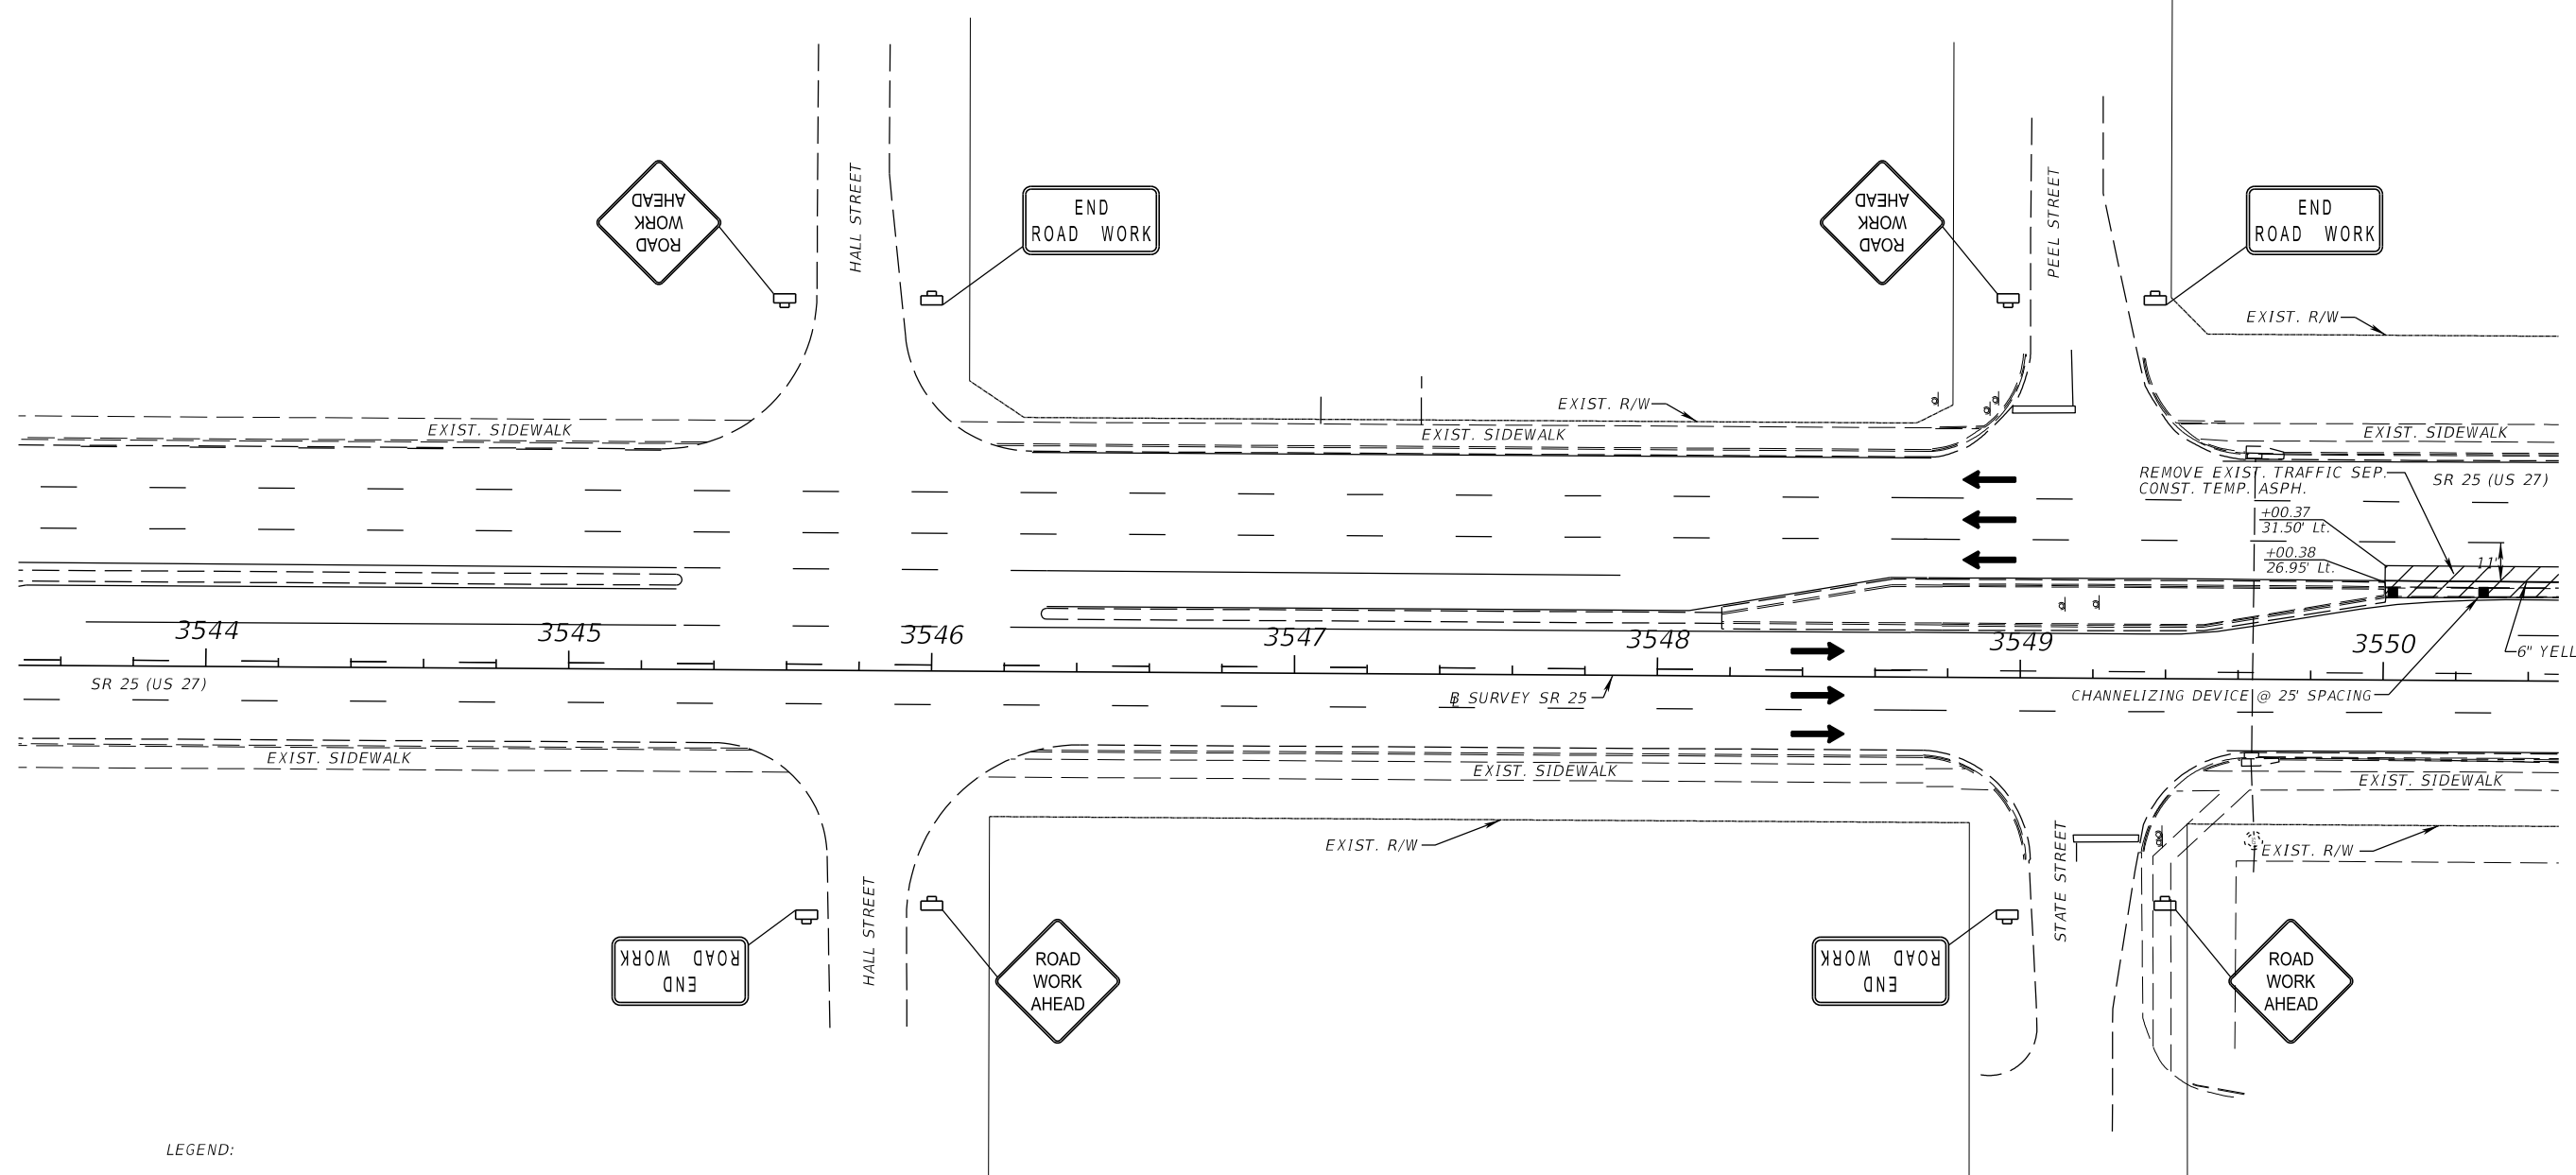 HALL STREET
PEEL STREET
ROAD
WORK
AHEAD
END
ROAD WORK
ROAD
WORK
AHEAD
END
ROAD WORK
EXIST. R/W
EXIST. R/W
EXIST. SIDEWALK
EXIST. SIDEWALK
EXIST. SIDEWALK
REMOVE EXIST. TRAFFIC SEP.
CONST. TEMP. ASPH.
SR 25 (US 27)
+00.37
31.50' Lt.
+00.38
26.95' Lt.
11'
3544
3545
3546
3547
3548
3549
3550
6" YELL
SR 25 (US 27)
B SURVEY SR 25
CHANNELIZING DEVICE @ 25' SPACING
EXIST. SIDEWALK
EXIST. SIDEWALK
EXIST. SIDEWALK
EXIST. R/W
EXIST. R/W
HALL STREET
STATE STREET
END
ROAD WORK
ROAD
WORK
AHEAD
END
ROAD WORK
ROAD
WORK
AHEAD
LEGEND: